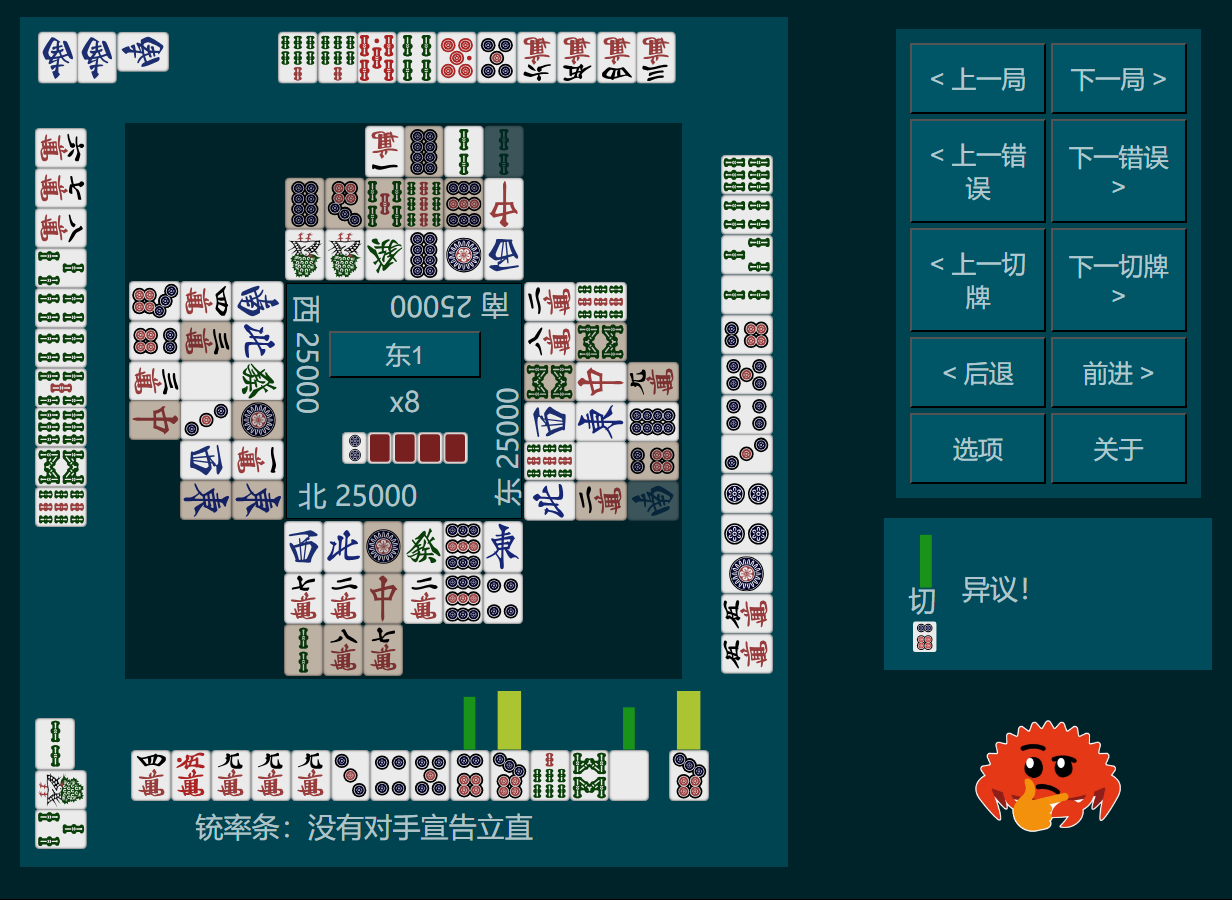 < 上一局
下一局 >
< 上一错
误
下一错误
>
< 上一切
牌
下一切牌
>
< 后退
前进 >
选项
关于
南 25000
西 25000
东1
x8
东 25000
北 25000
切
异议!
铳率条：没有对手宣告立直